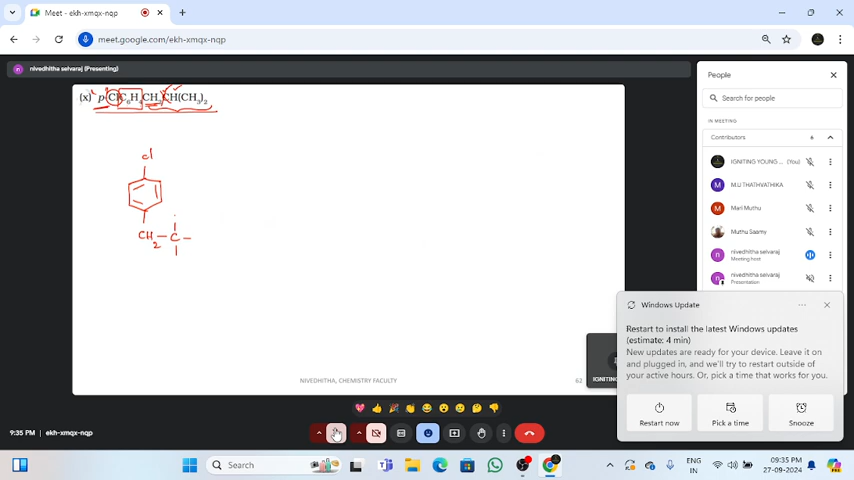 Meet - ekh-xmqx-nqp
meet.google.com/ekh-xmqx-nqp
nivedhitha selvaraj (Presenting)
(x) p-ClC6H4CH2CH(CH3)2
Cl
CH2-C-
NIVEDHITHA, CHEMISTRY FACULTY
62
IGNITING
People
Search for people
IN MEETING
Contributors
6
IGNITING YOUNG ... (You)
M.U THATHVATHIKA
Mari Muthu
Muthu Saamy
nivedhitha selvaraj
Meeting host
nivedhitha selvaraj
Presentation
Windows Update
Restart to install the latest Windows updates
(estimate: 4 min)
New updates are ready for your device. Leave it on
and plugged in, and we'll try to restart outside of
your active hours. Or, pick a time that works for you.
Restart now
Pick a time
Snooze
9:35 PM
ekh-xmqx-nqp
Search
ENG
IN
09:35 PM
27-09-2024